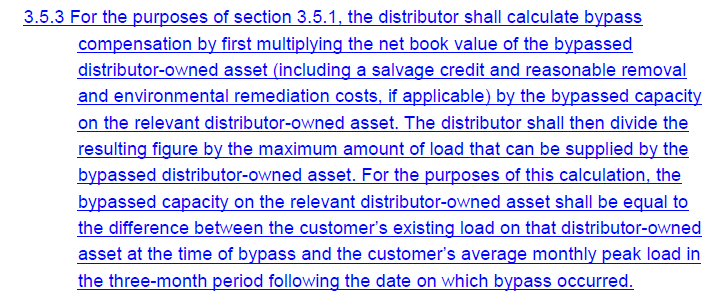 3.5.3 For the purposes of section 3.5.1, the distributor shall calculate bypass
compensation by first multiplying the net book value of the bypassed
distributor-owned asset (including a salvage credit and reasonable removal
and environmental remediation costs, if applicable) by the bypassed capacity
on the relevant distributor-owned asset. The distributor shall then divide the
resulting figure by the maximum amount of load that can be supplied by the
bypassed distributor-owned asset. For the purposes of this calculation, the
bypassed capacity on the relevant distributor-owned asset shall be equal to
the difference between the customer's existing load on that distributor-owned
asset at the time of bypass and the customer's average monthly peak load in
the three-month period following the date on which bypass occurred.